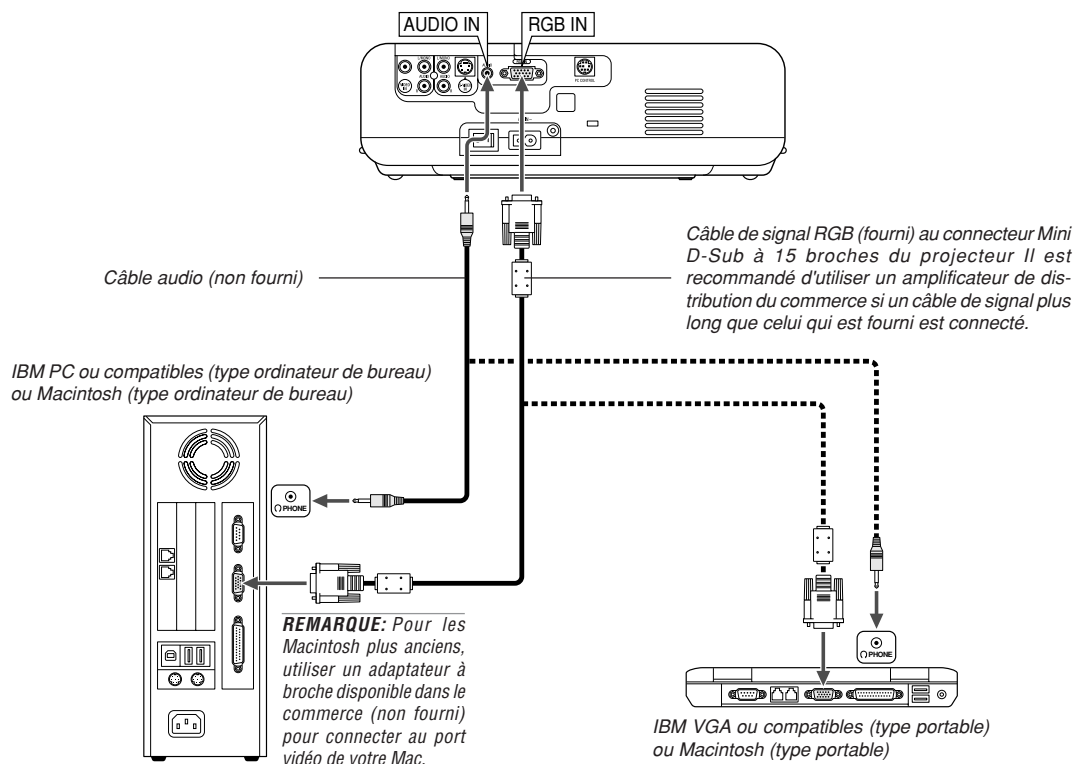 AUDIO IN
RGB IN
PC CONTROL
Câble audio (non fourni)
Câble de signal RGB (fourni) au connecteur Mini
D-Sub à 15 broches du projecteur Il est
recommandé d'utiliser un amplificateur de dis-
tribution du commerce si un câble de signal plus
long que celui qui est fourni est connecté.
IBM PC ou compatibles (type ordinateur de bureau)
ou Macintosh (type ordinateur de bureau)
PHONE
REMARQUE: Pour les
Macintosh plus anciens,
utiliser un adaptateur à
broche disponible dans le
commerce (non fourni)
pour connecter au port
vidéo de votre Mac.
PHONE
IBM VGA ou compatibles (type portable)
ou Macintosh (type portable)